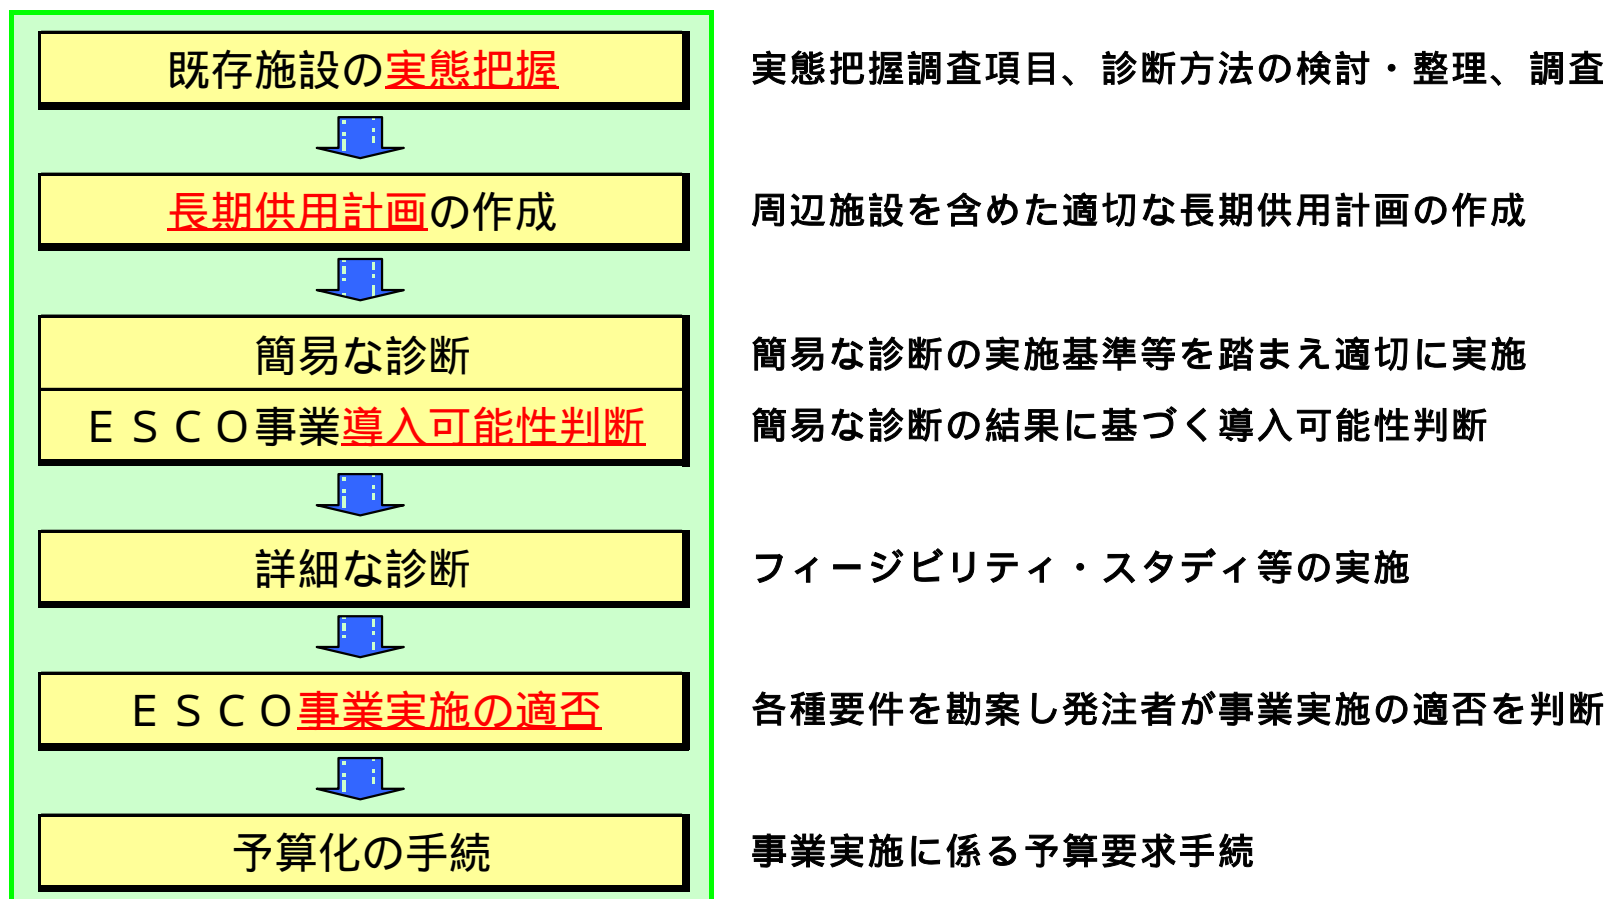 既存施設の実態把握
実態把握調査項目、診断方法の検討・整理、調査
長期供用計画の作成
周辺施設を含めた適切な長期供用計画の作成
簡易な診断
簡易な診断の実施基準等を踏まえ適切に実施
ＥＳＣＯ事業導入可能性判断
簡易な診断の結果に基づく導入可能性判断
詳細な診断
フィージビリティ・スタディ等の実施
ＥＳＣＯ事業実施の適否
各種要件を勘案し発注者が事業実施の適否を判断
予算化の手続
事業実施に係る予算要求手続